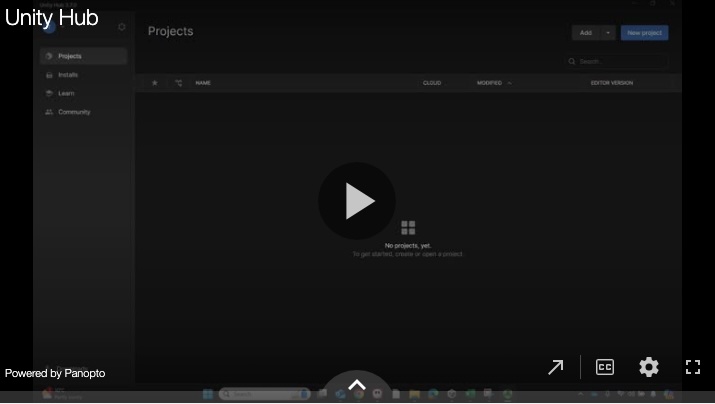 Unity Hub
Projects
Add
New project
Projects
Installs
Learn
Community
Search
NAME
CLOUD
MODIFIED
EDITOR VERSION
No projects, yet.
To get started, create or open a project.
Powered by Panopto
CC
Search